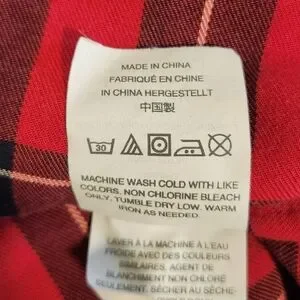 MADE IN CHINA
FABRIQUÉ EN CHINE
IN CHINA HERGESTELLT
中国製
30
MACHINE WASH COLD WITH LIKE
COLORS. NON CHLORINE BLEACH
ONLY. TUMBLE DRY LOW. WARM
IRON AS NEEDED.
LAVER À LA MACHINE À L'EAU
FROIDE AVEC DES COULEURS
SIMILAIRES. AGENT DE
BLANCHIMENT NON CHLORÉ
SEULEMENT. SÉCHER AU SÈCHE-